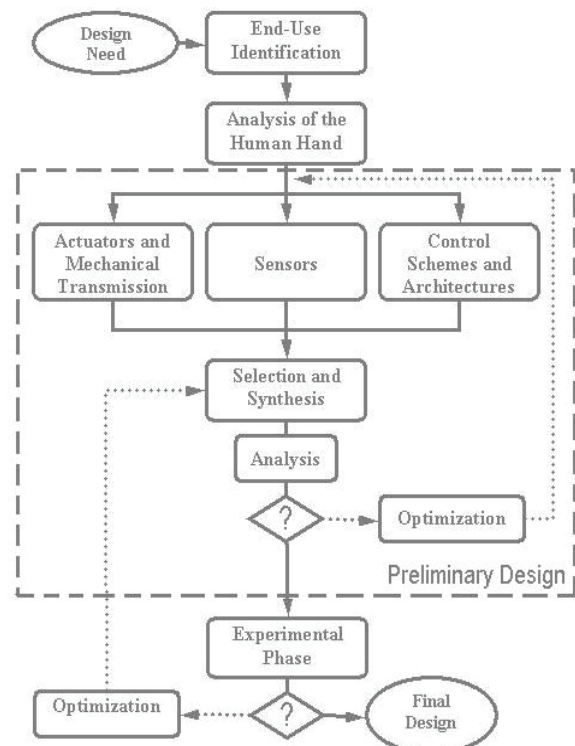 Design
Need
End-Use
Identification
Analysis of the
Human Hand
Actuators and
Mechanical
Transmission
Sensors
Control
Schemes and
Architectures
Selection and
Synthesis
Analysis
?
Optimization
Preliminary Design
Experimental
Phase
Optimization
?
Final
Design